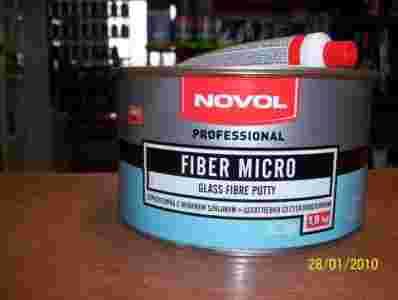 NOVOL
PROFESSIONAL
FIBER MICRO
GLASS FIBRE PUTTY
28/01/2010